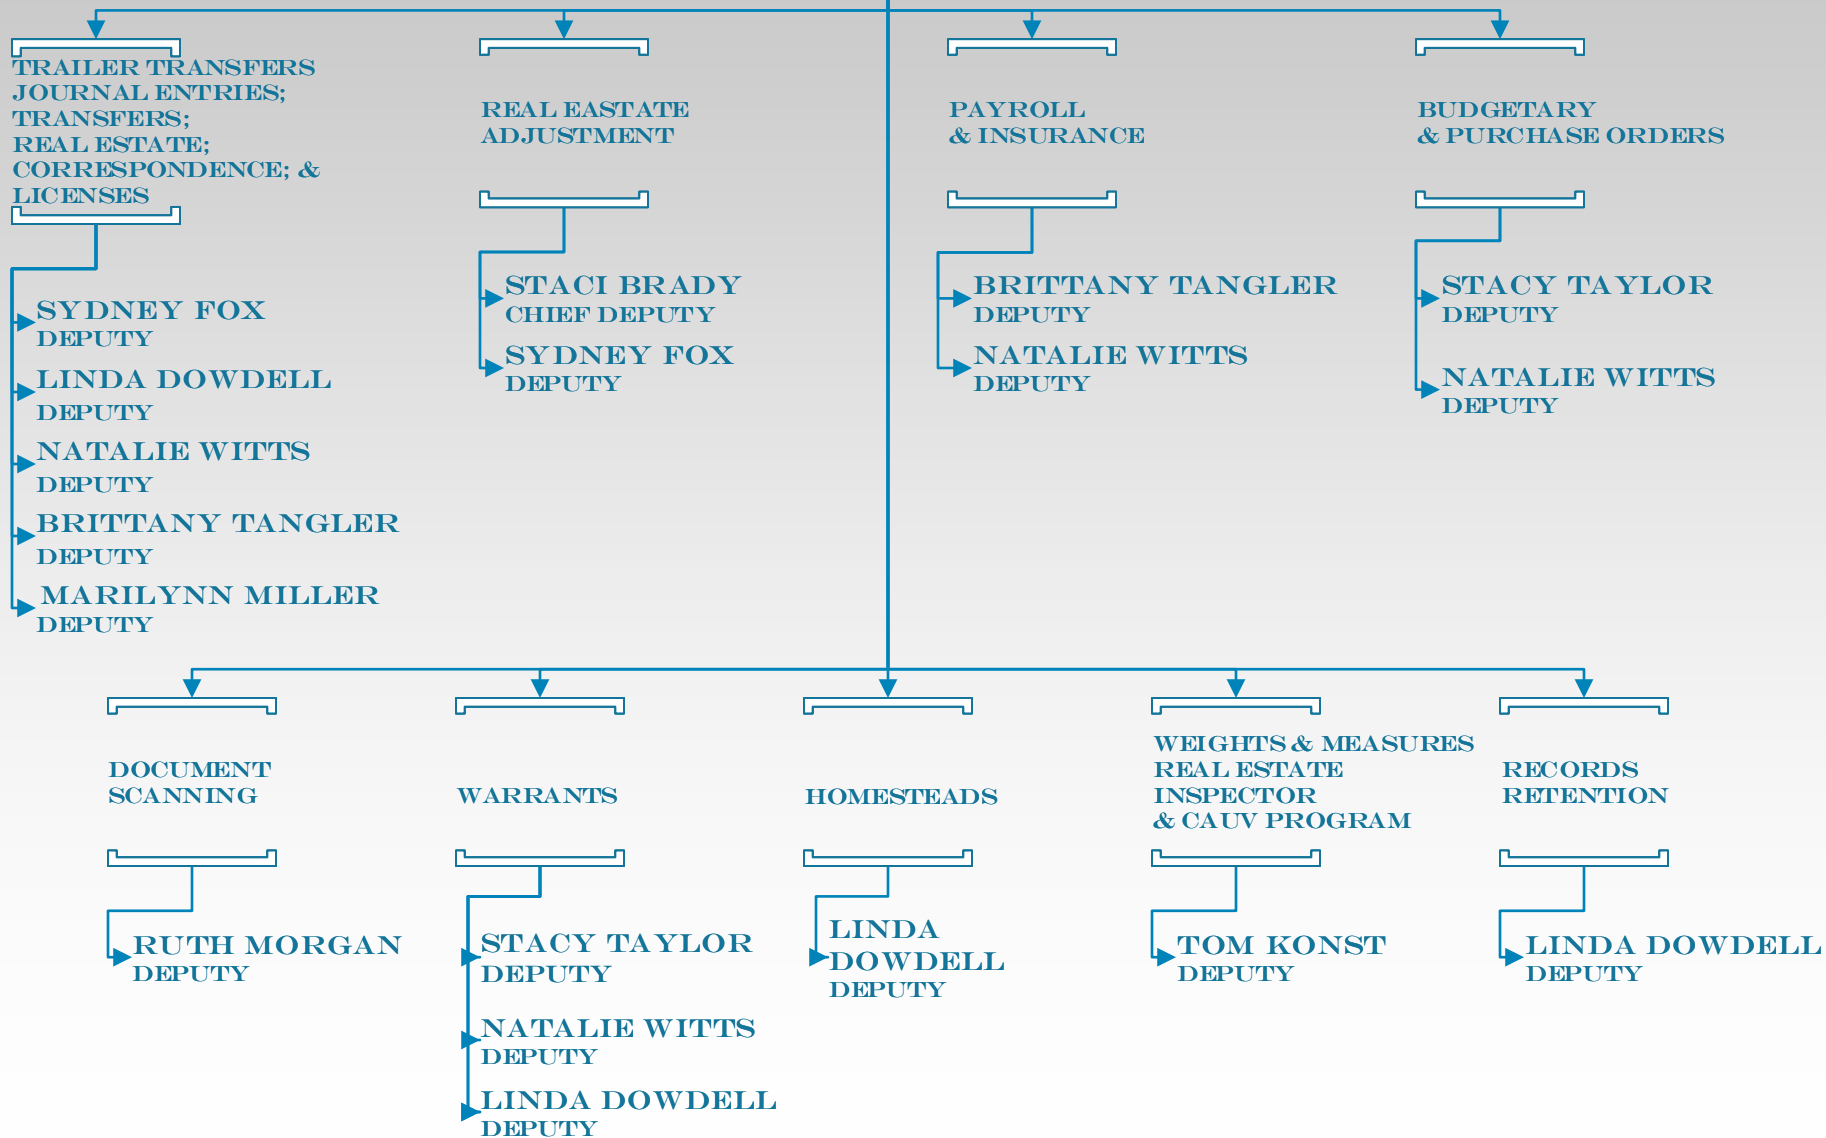 TRAILER TRANSFERS
JOURNAL ENTRIES;
TRANSFERS;
REAL ESTATE;
CORRESPONDENCE; &
LICENSES
SYDNEY FOX
DEPUTY
LINDA DOWDELL
DEPUTY
NATALIE WITTS
DEPUTY
BRITTANY TANGLER
DEPUTY
MARILYNN MILLER
DEPUTY
REAL EASTATE
ADJUSTMENT
STACI BRADY
CHIEF DEPUTY
SYDNEY FOX
DEPUTY
PAYROLL
& INSURANCE
BRITTANY TANGLER
DEPUTY
NATALIE WITTS
DEPUTY
BUDGETARY
& PURCHASE ORDERS
STACY TAYLOR
DEPUTY
NATALIE WITTS
DEPUTY
DOCUMENT
SCANNING
RUTH MORGAN
DEPUTY
WARRANTS
STACY TAYLOR
DEPUTY
NATALIE WITTS
DEPUTY
LINDA DOWDELL
DEPUTY
HOMESTEADS
LINDA
DOWDELL
DEPUTY
WEIGHTS & MEASURES
REAL ESTATE
INSPECTOR
& CAUV PROGRAM
TOM KONST
DEPUTY
RECORDS
RETENTION
LINDA DOWDELL
DEPUTY